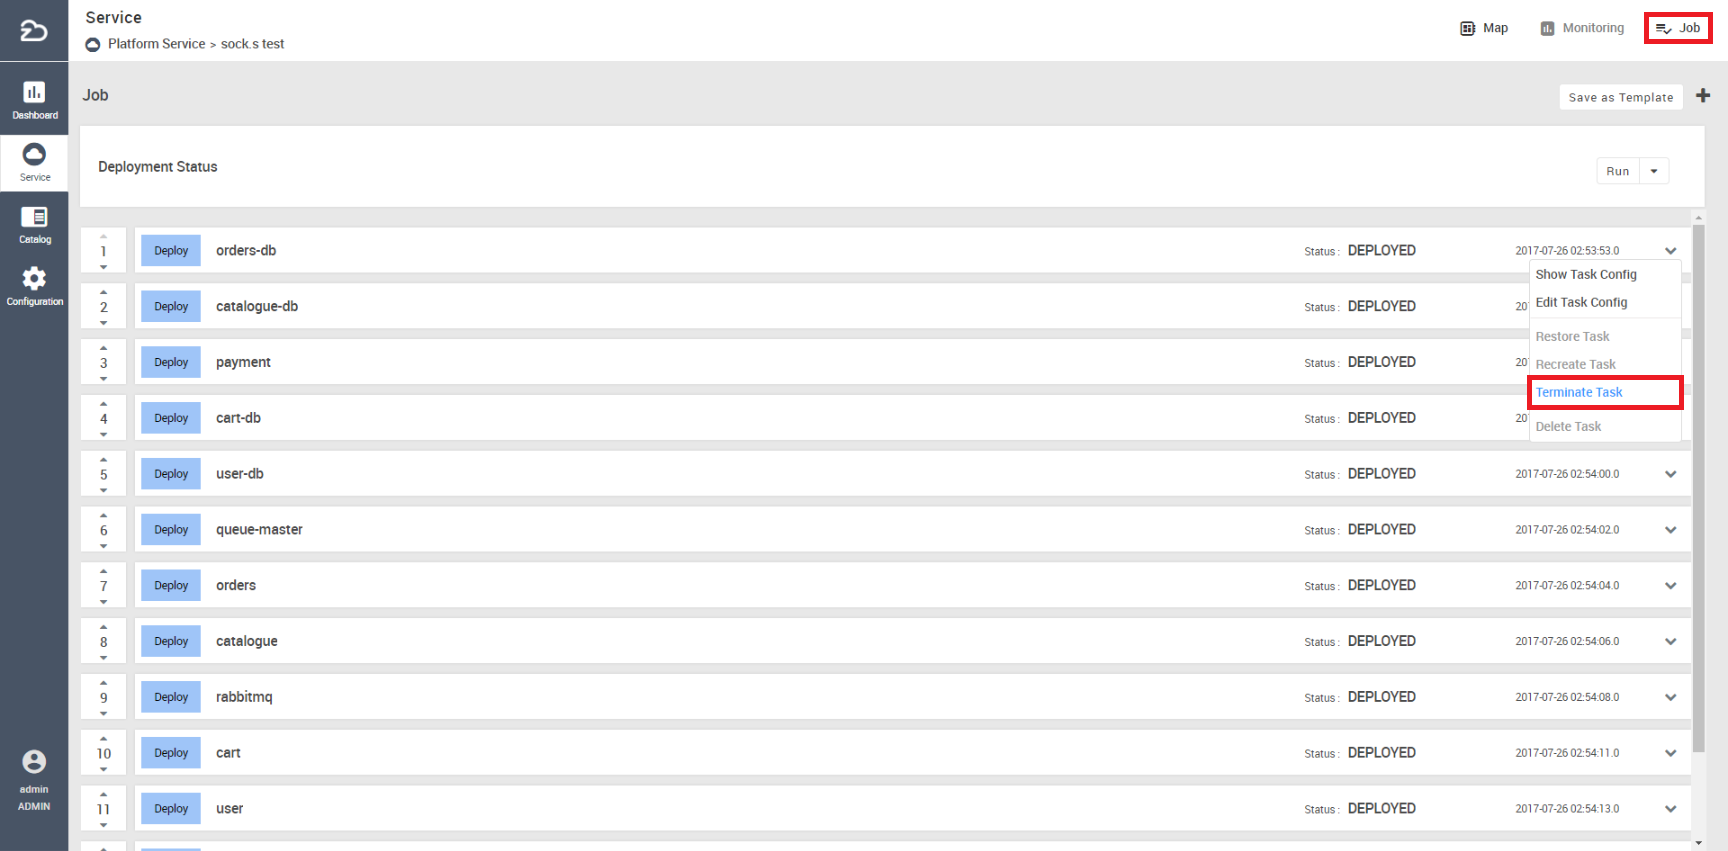 Service
Platform Service > sock.s test
Map
Monitoring
Job
Dashboard
Service
Catalog
Configuration
admin
ADMIN
Job
Save as Template
Deployment Status
Run
1 Deploy orders-db Status : DEPLOYED 2017-07-26 02:53:53.0
Show Task Config
Edit Task Config
Restore Task
Recreate Task
Terminate Task
Delete Task
2 Deploy catalogue-db Status : DEPLOYED 20
3 Deploy payment Status : DEPLOYED 20
4 Deploy cart-db Status : DEPLOYED 20
5 Deploy user-db Status : DEPLOYED 2017-07-26 02:54:00.0
6 Deploy queue-master Status : DEPLOYED 2017-07-26 02:54:02.0
7 Deploy orders Status : DEPLOYED 2017-07-26 02:54:04.0
8 Deploy catalogue Status : DEPLOYED 2017-07-26 02:54:06.0
9 Deploy rabbitmq Status : DEPLOYED 2017-07-26 02:54:08.0
10 Deploy cart Status : DEPLOYED 2017-07-26 02:54:11.0
11 Deploy user Status : DEPLOYED 2017-07-26 02:54:13.0